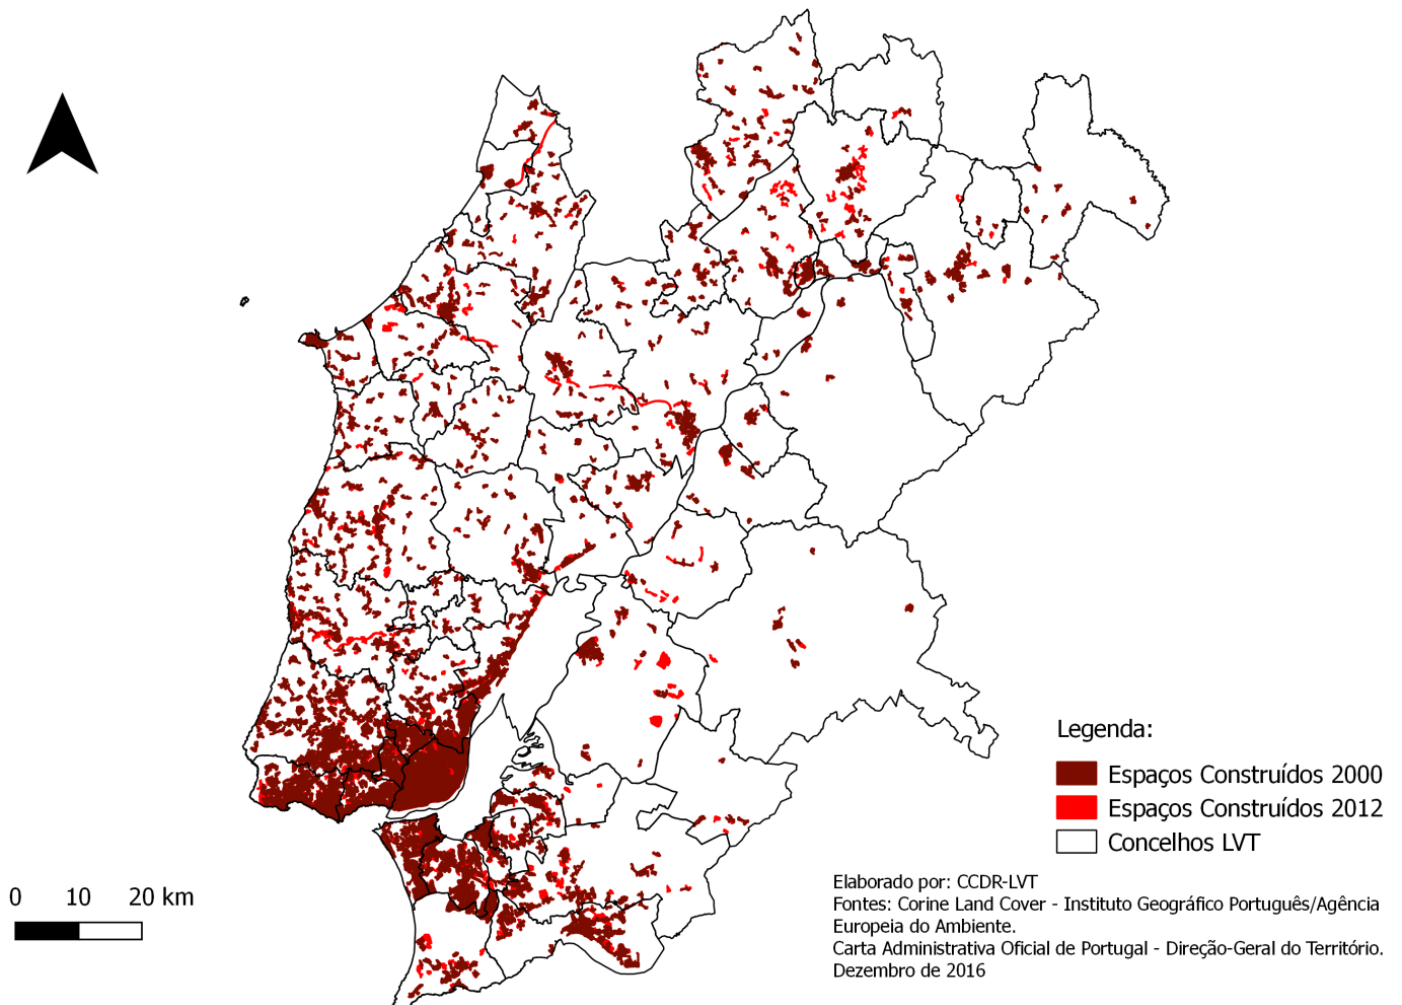 Legenda:
Espaços Construídos 2000
Espaços Construídos 2012
Concelhos LVT
0 10 20 km
Elaborado por: CCDR-LVT
Fontes: Corine Land Cover - Instituto Geográfico Português/Agência
Europeia do Ambiente.
Carta Administrativa Oficial de Portugal - Direção-Geral do Território.
Dezembro de 2016